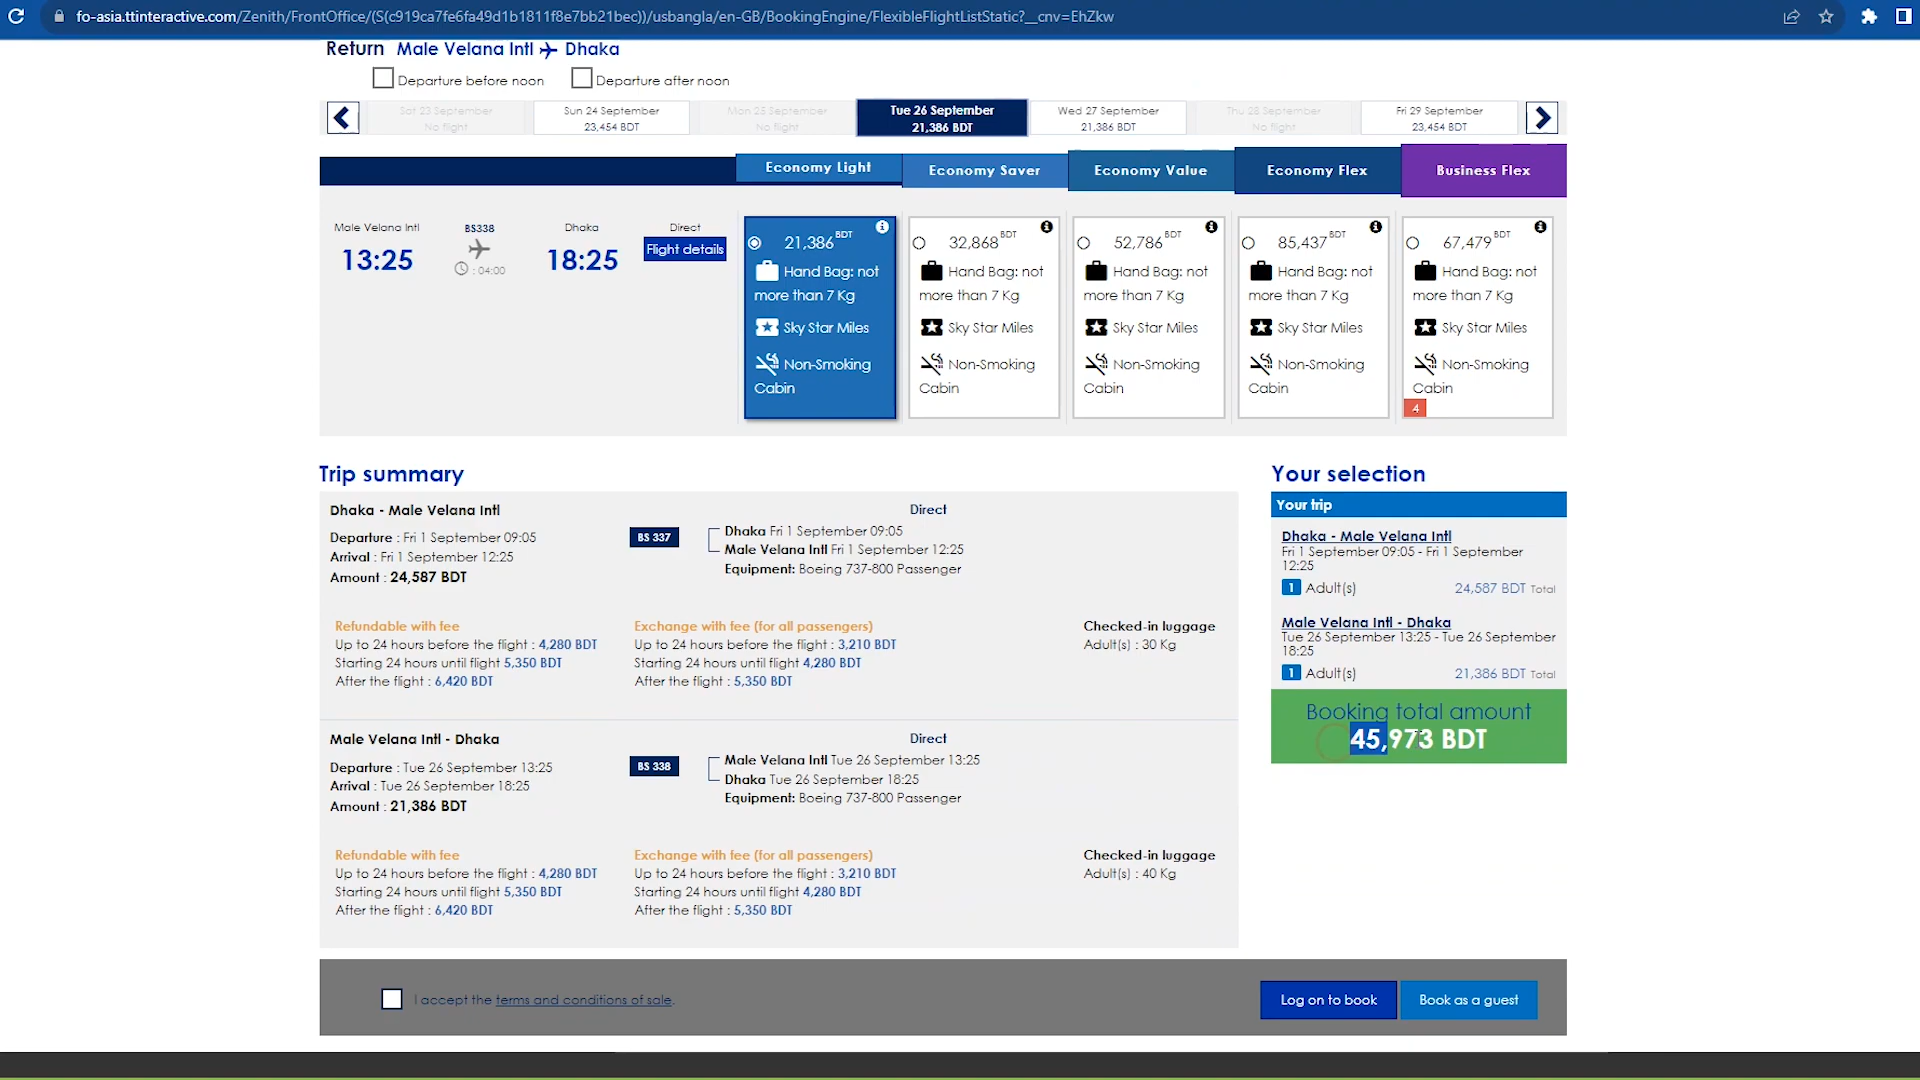 fo-asia.ttinteractive.com/Zenith/FrontOffice/(S(c919ca7fe6fa49d1b1811f8e7bb21bec))/usbangla/en-GB/BookingEngine/FlexibleFlightListStatic?__cnv=EhZkw
Return Male Velana Intl Dhaka
Departure before noon Departure after noon
Sat 23 September Sun 24 September Mon 25 September Tue 26 September Wed 27 September Thu 28 September Fri 29 September
No flight 23,454 BDT No flight 21,386 BDT 21,386 BDT No flight 23,454 BDT
Economy Light Economy Saver Economy Value Economy Flex Business Flex
Male Velana Intl BS338 Dhaka Direct
13:25 18:25 Flight details
: 04:00
21,386 BDT
Hand Bag: not
more than 7 Kg
Sky Star Miles
Non-Smoking
Cabin
32,868 BDT
Hand Bag: not
more than 7 Kg
Sky Star Miles
Non-Smoking
Cabin
52,786 BDT
Hand Bag: not
more than 7 Kg
Sky Star Miles
Non-Smoking
Cabin
85,437 BDT
Hand Bag: not
more than 7 Kg
Sky Star Miles
Non-Smoking
Cabin
67,479 BDT
Hand Bag: not
more than 7 Kg
Sky Star Miles
Non-Smoking
Cabin
4
Trip summary
Dhaka - Male Velana Intl
Departure : Fri 1 September 09:05
Arrival : Fri 1 September 12:25
Amount : 24,587 BDT
BS 337
Direct
Dhaka Fri 1 September 09:05
Male Velana Intl Fri 1 September 12:25
Equipment: Boeing 737-800 Passenger
Refundable with fee
Up to 24 hours before the flight : 4,280 BDT
Starting 24 hours until flight 5,350 BDT
After the flight : 6,420 BDT
Exchange with fee (for all passengers)
Up to 24 hours before the flight : 3,210 BDT
Starting 24 hours until flight 4,280 BDT
After the flight : 5,350 BDT
Checked-in luggage
Adult(s) : 30 Kg
Male Velana Intl - Dhaka
Departure : Tue 26 September 13:25
Arrival : Tue 26 September 18:25
Amount : 21,386 BDT
BS 338
Direct
Male Velana Intl Tue 26 September 13:25
Dhaka Tue 26 September 18:25
Equipment: Boeing 737-800 Passenger
Refundable with fee
Up to 24 hours before the flight : 4,280 BDT
Starting 24 hours until flight 5,350 BDT
After the flight : 6,420 BDT
Exchange with fee (for all passengers)
Up to 24 hours before the flight : 3,210 BDT
Starting 24 hours until flight 4,280 BDT
After the flight : 5,350 BDT
Checked-in luggage
Adult(s) : 40 Kg
Your selection
Your trip
Dhaka - Male Velana Intl
Fri 1 September 09:05 - Fri 1 September
12:25
1 Adult(s) 24,587 BDT Total
Male Velana Intl - Dhaka
Tue 26 September 13:25 - Tue 26 September
18:25
1 Adult(s) 21,386 BDT Total
Booking total amount
45,973 BDT
I accept the terms and conditions of sale.
Log on to book Book as a guest